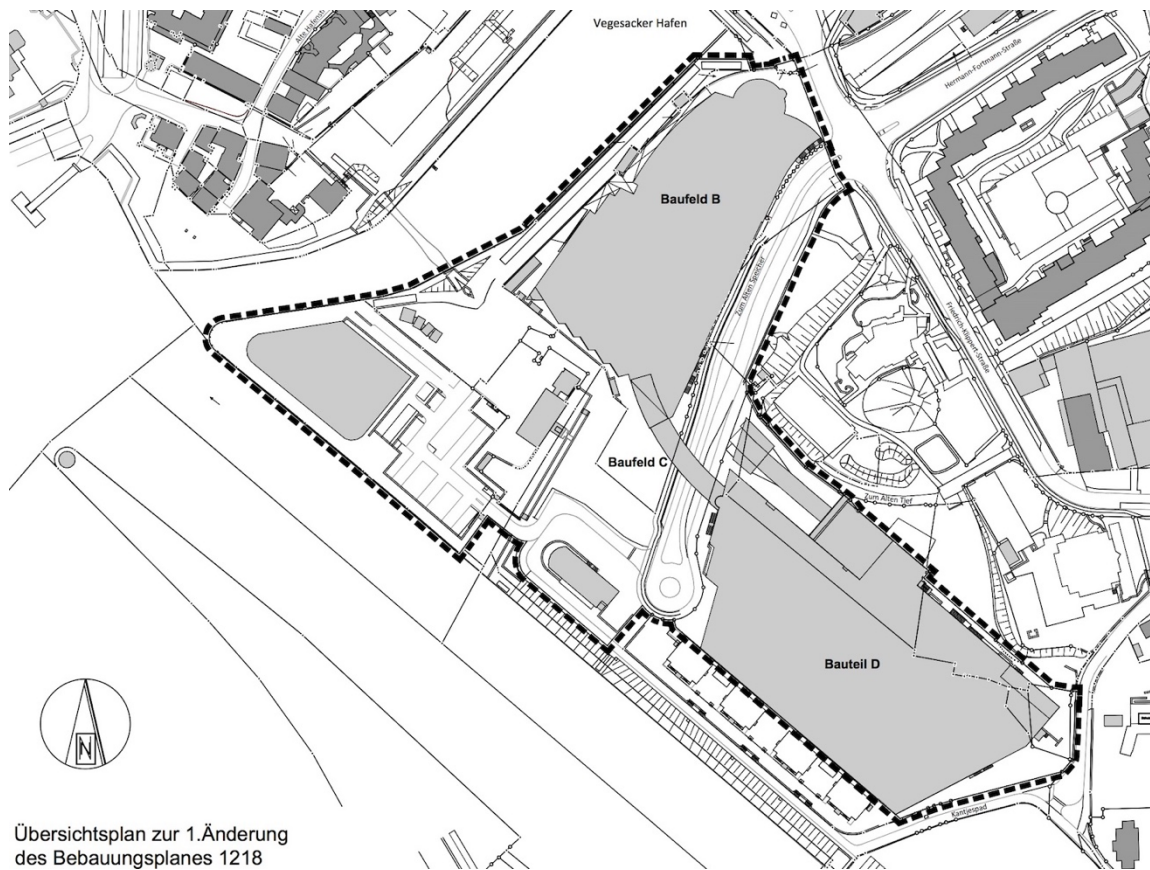 Vegesacker Hafen
Alte Hafenstr.
Hermann-Fortmann-Straße
Baufeld B
Zum Alten Speicher
Friedrich-Klippert-Straße
Baufeld C
Zum Alten Tief
Bauteil D
N
Kantjespad
Übersichtsplan zur 1.Änderung
des Bebauungsplanes 1218